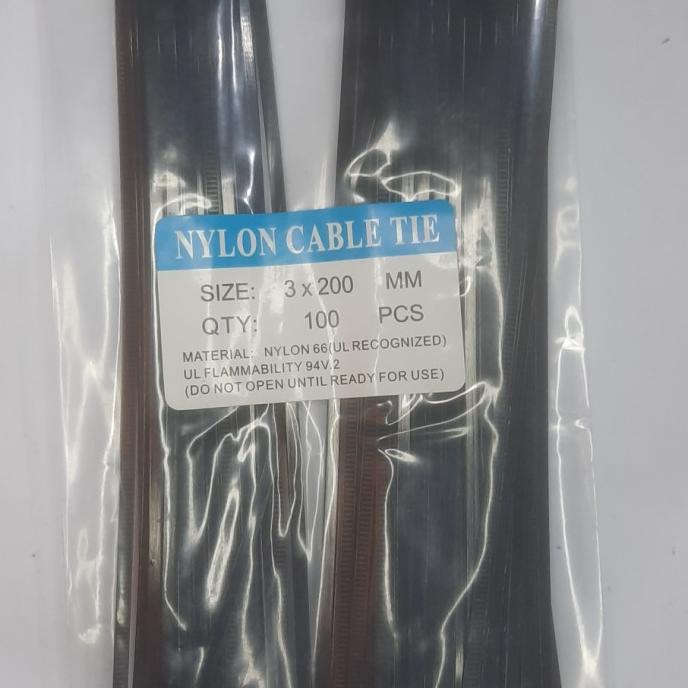 NYLON CABLE TIE
SIZE: 3 x 200 MM
QTY: 100 PCS
MATERIAL: NYLON 66(UL RECOGNIZED)
UL FLAMMABILITY 94V.2
(DO NOT OPEN UNTIL READY FOR USE)